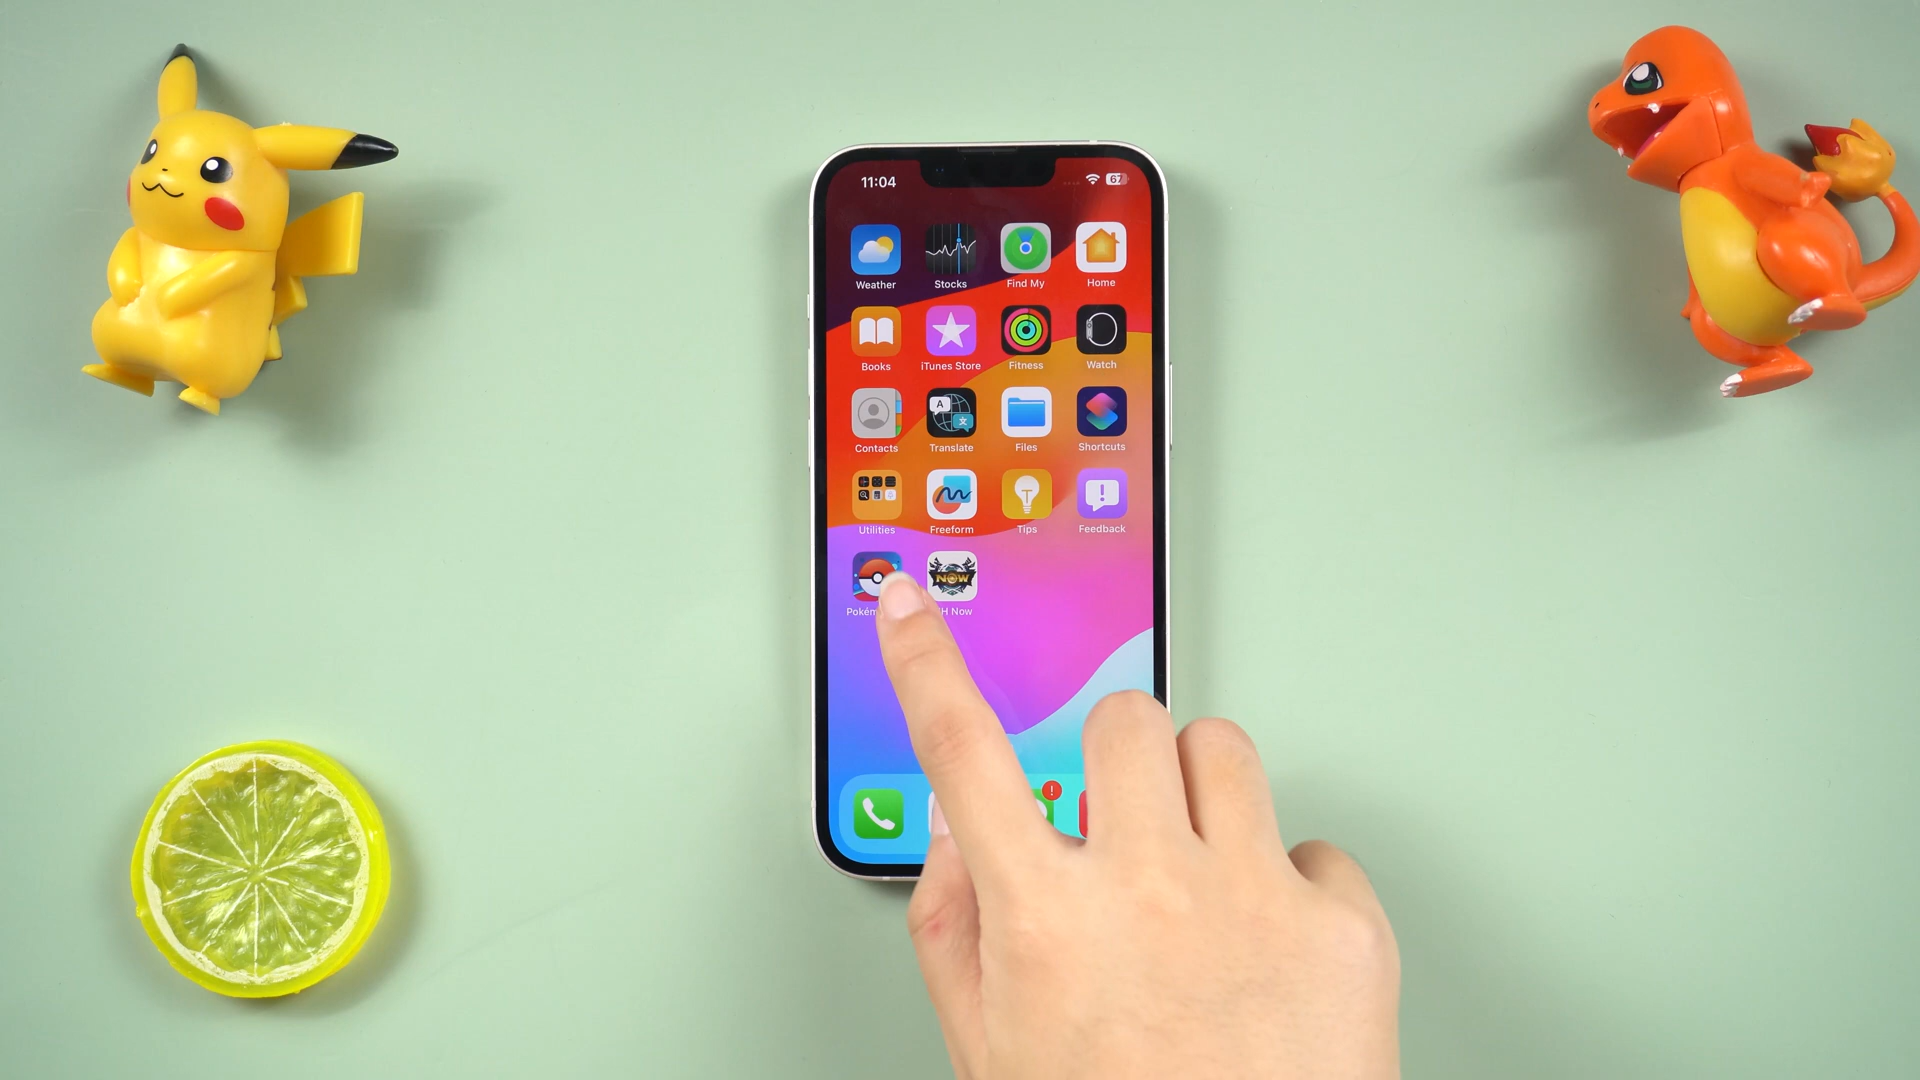 11:04
67
Weather Stocks Find My Home
Books iTunes Store Fitness Watch
A
文
Contacts Translate Files Shortcuts
T
!
Utilities Freeform Tips Feedback
NOW
Now
!